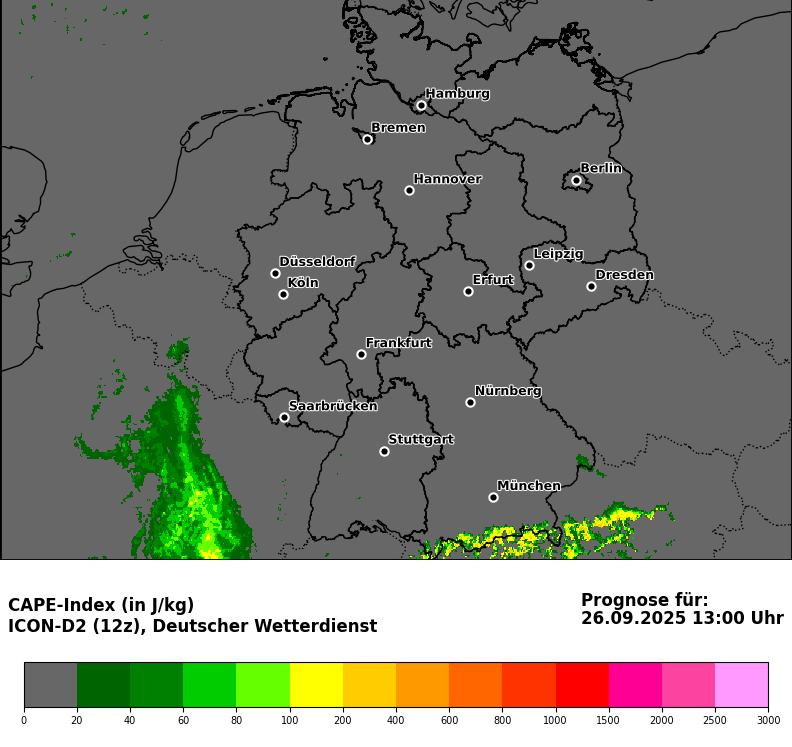 Hamburg
Bremen
Berlin
Hannover
Leipzig
Düsseldorf
Dresden
Köln
Erfurt
Frankfurt
Nürnberg
Saarbrücken
Stuttgart
München
CAPE-Index (in J/kg)
ICON-D2 (12z), Deutscher Wetterdienst
Prognose für:
26.09.2025 13:00 Uhr
0 20 40 60 80 100 200 400 600 800 1000 1500 2000 2500 3000